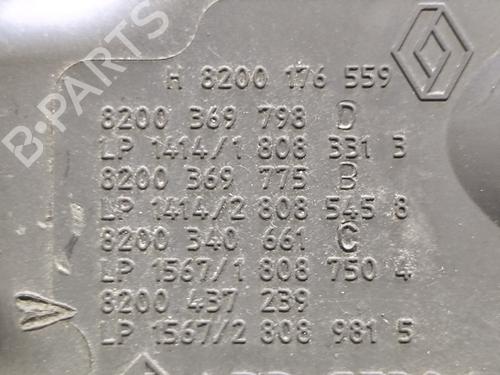 B-PARTS
H 8200 176 559
8200 369 798 D
LP 1414/1 808 331 3
8200 369 775 B
LP 1414/2 808 545 8
8200 340 661 C
LP 1567/1 808 750 4
8200 437 239
LP 1567/2 808 981 5